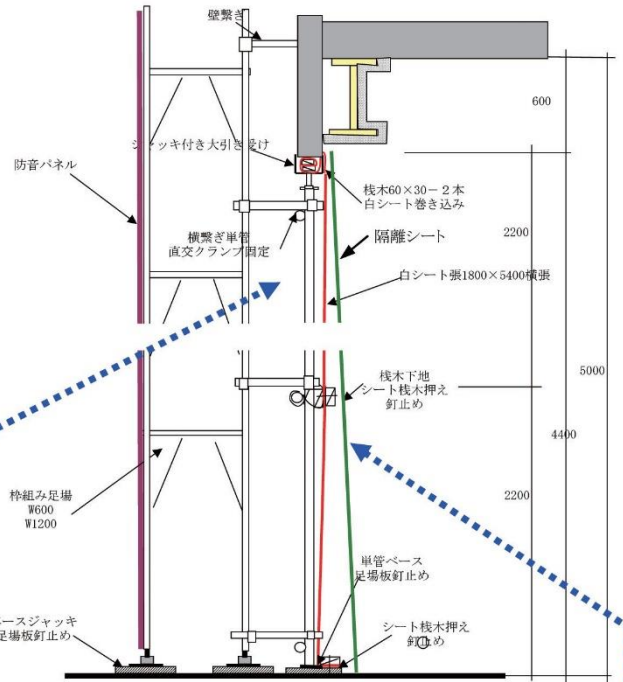 壁繋ぎ
600
ジャッキ付き大引き受け
防音パネル
桟木60×30-2本
白シート巻き込み
横繋ぎ単管
直交クランプ固定
隔離シート
2200
白シート張1800×5400横張
5000
桟木下地
シート桟木押え
釘止め
4400
枠組み足場
W600
W1200
2200
単管ベース
足場板釘止め
ベースジャッキ
足場板釘止め
シート桟木押え
釘止め